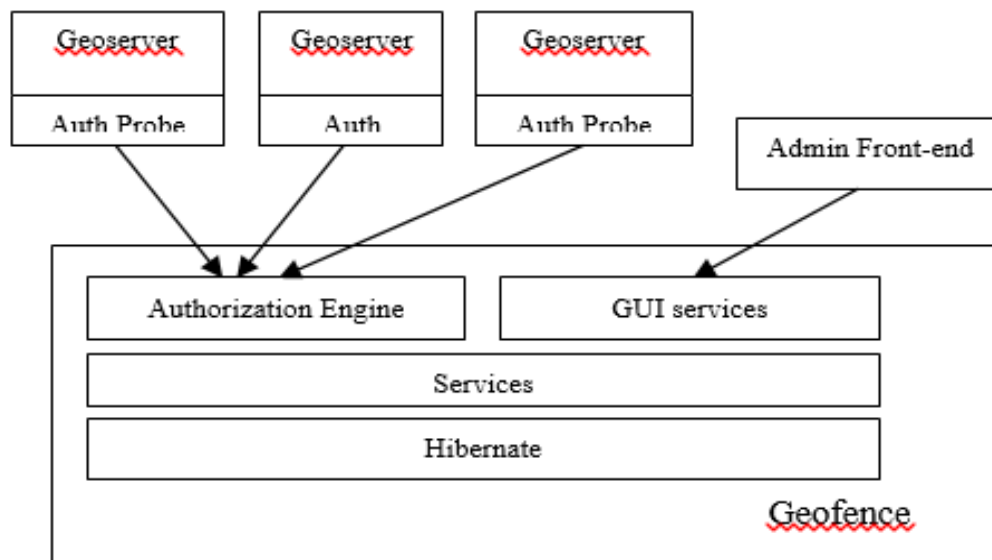 Geoserver
Geoserver
Geoserver
Auth Probe
Auth
Auth Probe
Admin Front-end
Authorization Engine
GUI services
Services
Hibernate
Geofence